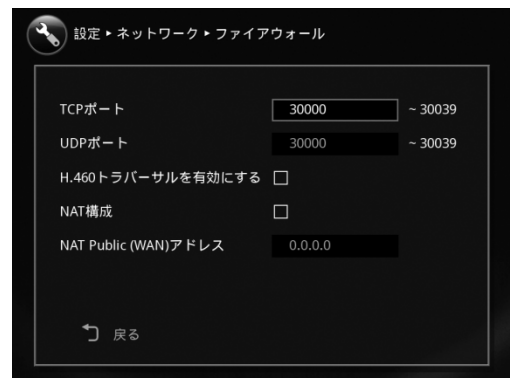 設定 ▸ ネットワーク ▸ ファイアウォール
TCPポート 30000 ~ 30039
UDPポート 30000 ~ 30039
H.460トラバーサルを有効にする
NAT構成
NAT Public (WAN)アドレス 0.0.0.0
戻る